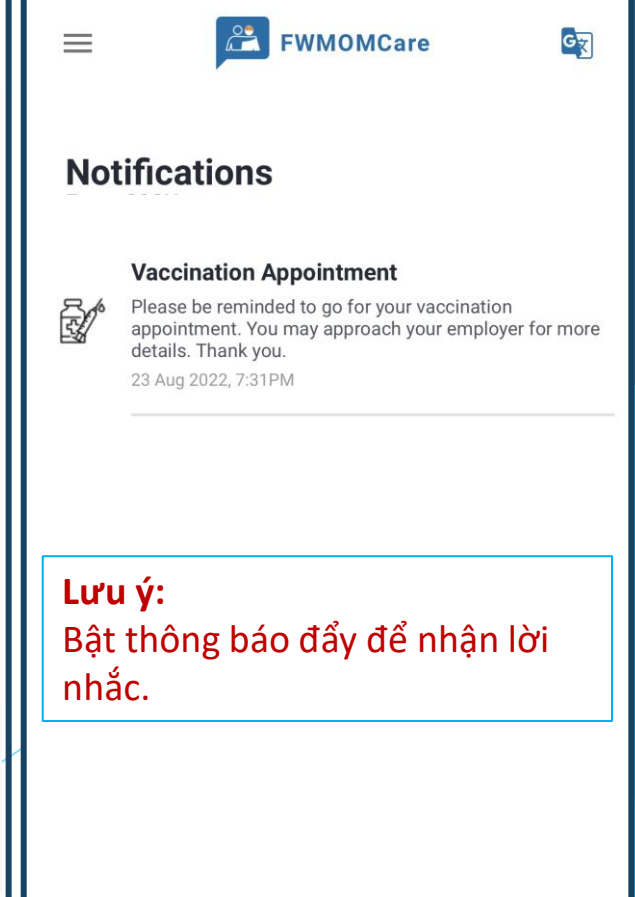 FWMOMCare
Notifications
Vaccination Appointment
Please be reminded to go for your vaccination
appointment. You may approach your employer for more
details. Thank you.
23 Aug 2022, 7:31PM
Lưu ý:
Bật thông báo đẩy để nhận lời
nhắc.